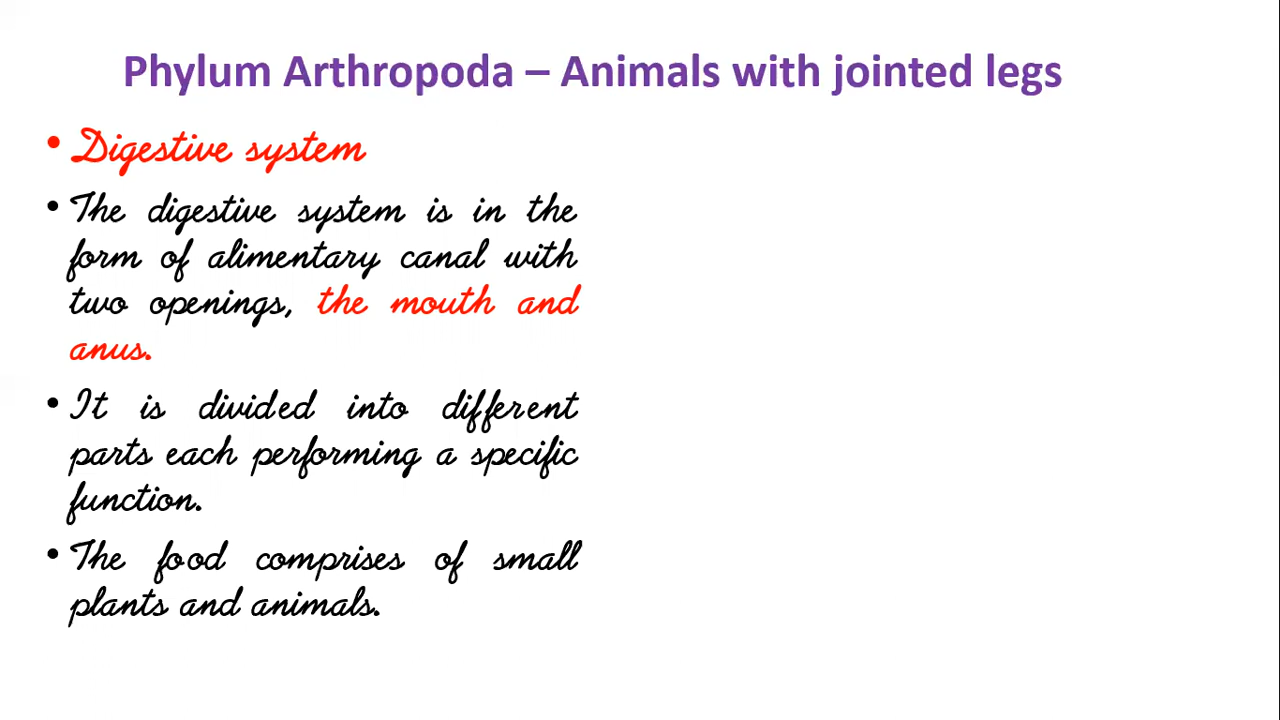 Phylum Arthropoda – Animals with jointed legs
• Digestive system
• The digestive system is in the
form of alimentary canal with
two openings, the mouth and
anus.
• It is divided into different
parts each performing a specific
function.
• The food comprises of small
plants and animals.